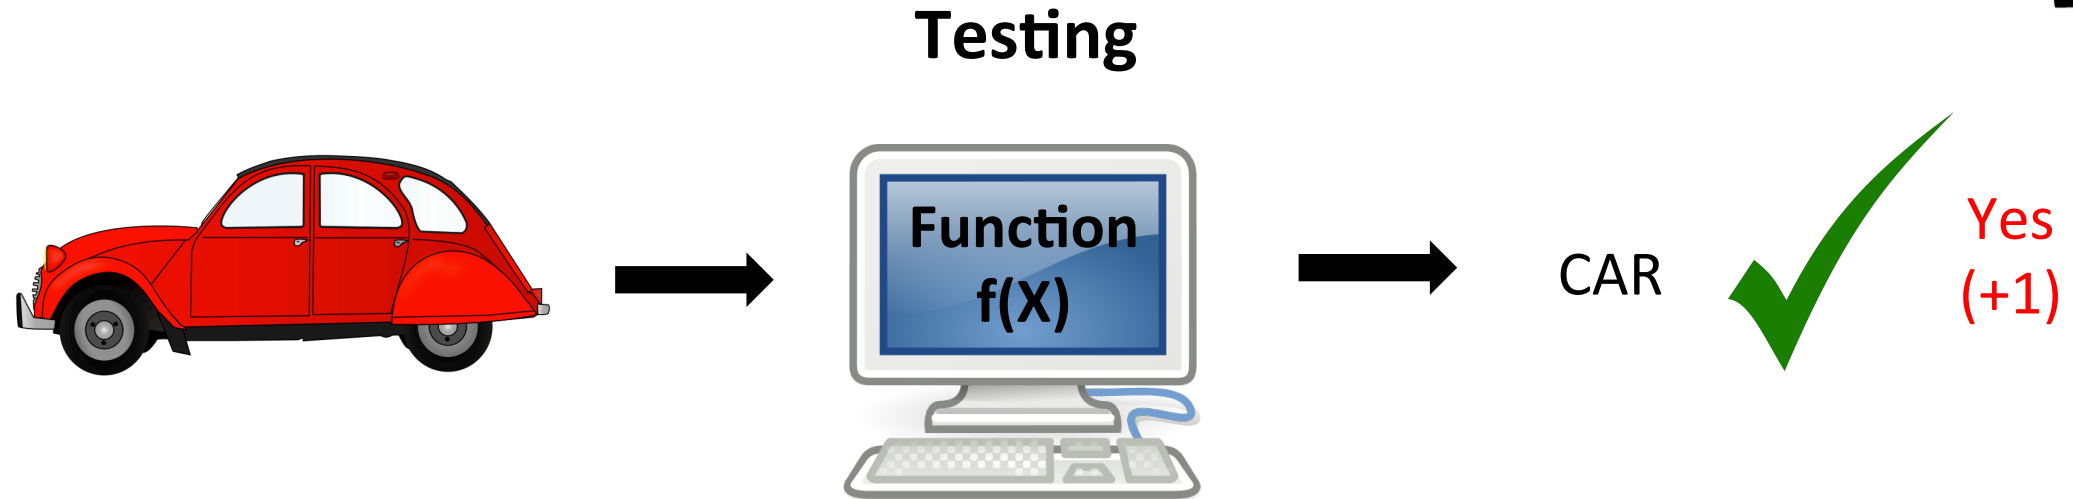 Testing
Function
f(X)
CAR
Yes
(+1)